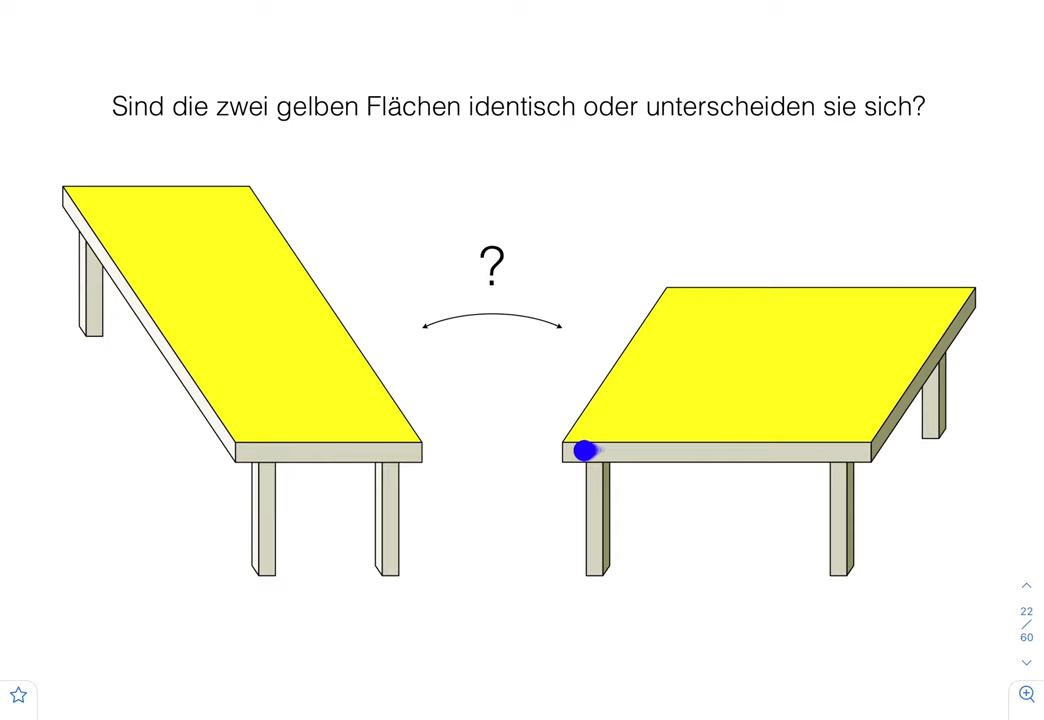 Sind die zwei gelben Flächen identisch oder unterscheiden sie sich?
?
22
/
60